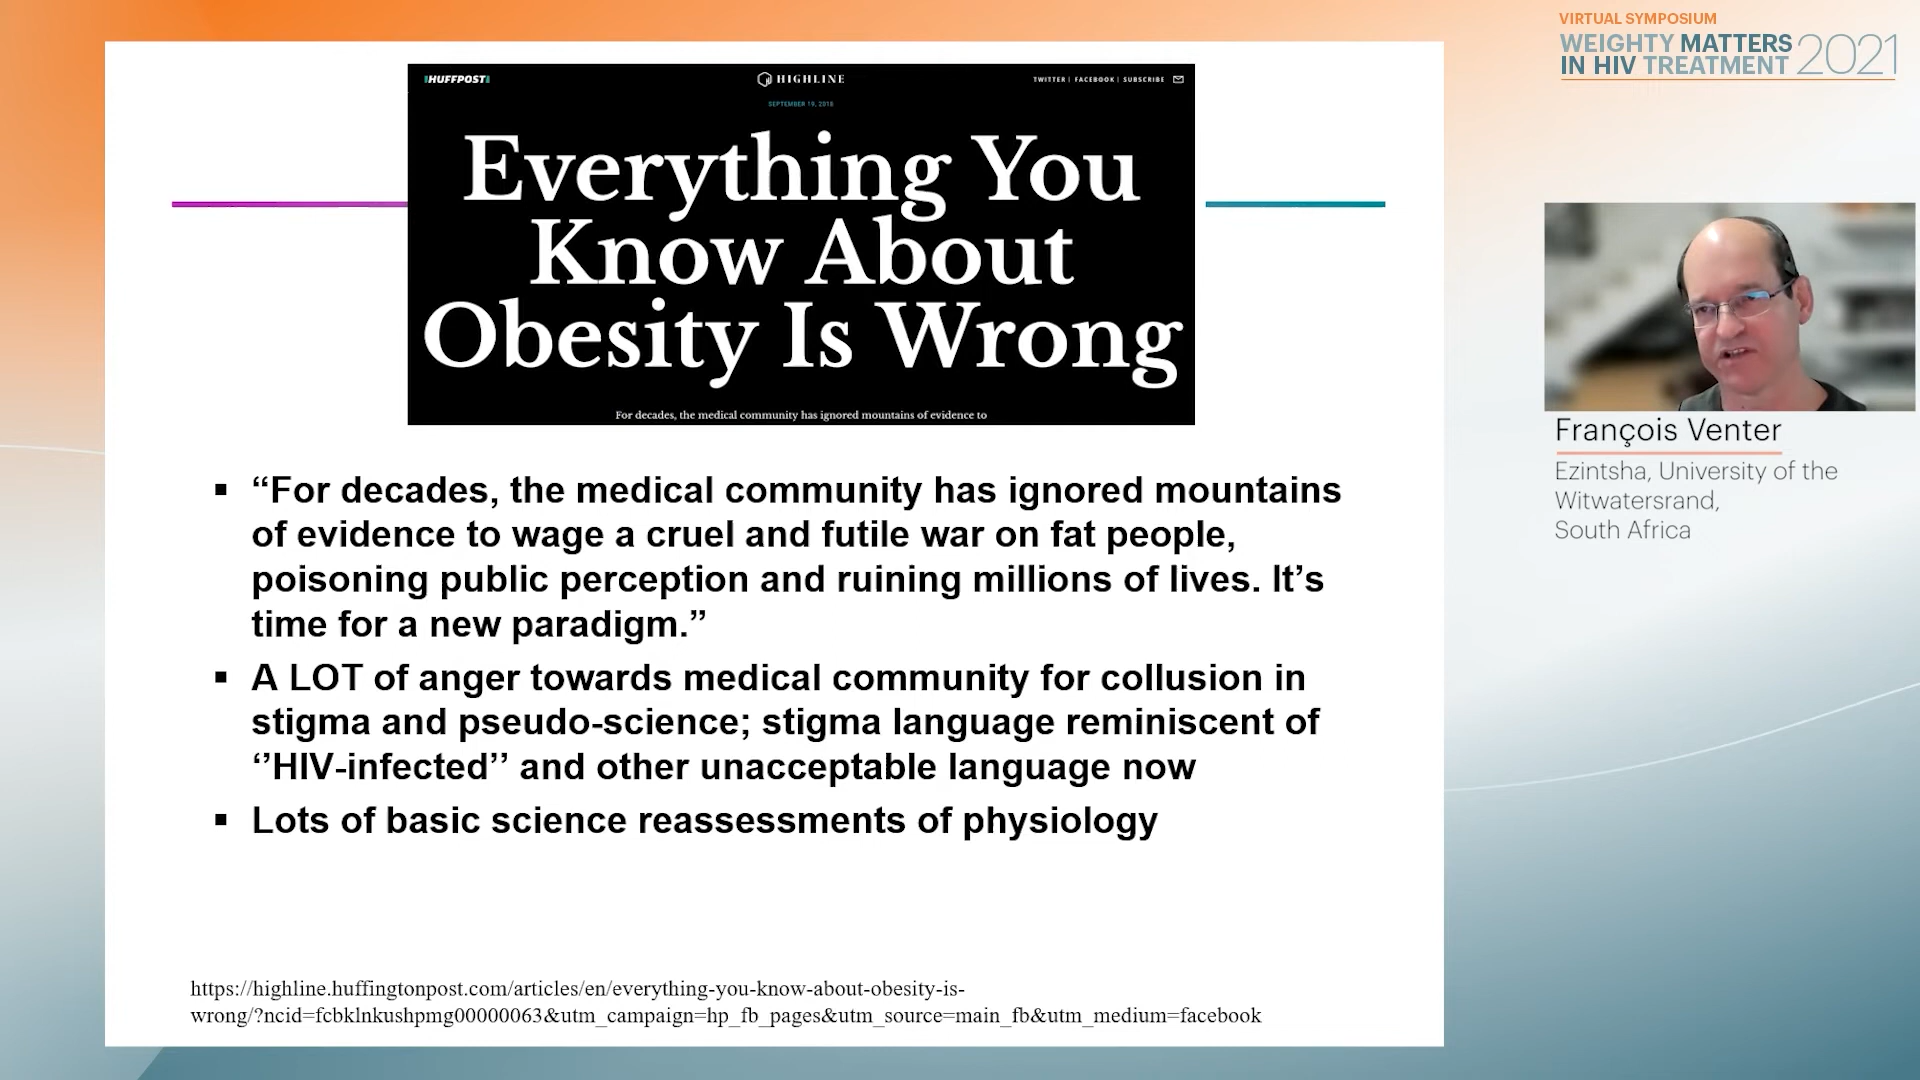 VIRTUAL SYMPOSIUM
WEIGHTY MATTERS
IN HIV TREATMENT 2021
HUFFPOST
HIGHLINE
TWITTER | FACEBOOK | SUBSCRIBE
SEPTEMBER 19, 2018
Everything You
Know About
Obesity Is Wrong
For decades, the medical community has ignored mountains of evidence to
▪ “For decades, the medical community has ignored mountains
of evidence to wage a cruel and futile war on fat people,
poisoning public perception and ruining millions of lives. It’s
time for a new paradigm.”
▪ A LOT of anger towards medical community for collusion in
stigma and pseudo-science; stigma language reminiscent of
‘’HIV-infected’’ and other unacceptable language now
▪ Lots of basic science reassessments of physiology
https://highline.huffingtonpost.com/articles/en/everything-you-know-about-obesity-is-
wrong/?ncid=fcbklnkushpmg00000063&utm_campaign=hp_fb_pages&utm_source=main_fb&utm_medium=facebook
François Venter
Ezintsha, University of the
Witwatersrand,
South Africa